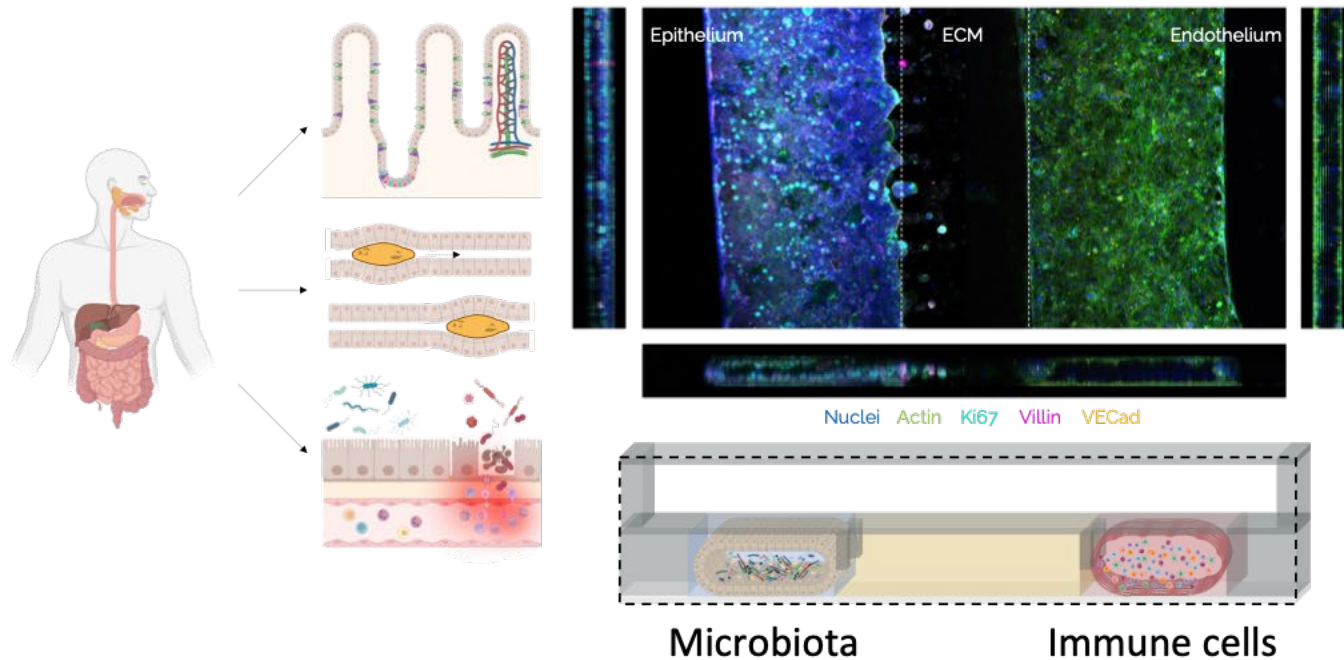 Epithelium ECM Endothelium
Nuclei Actin Ki67 Villin VECad
Microbiota Immune cells